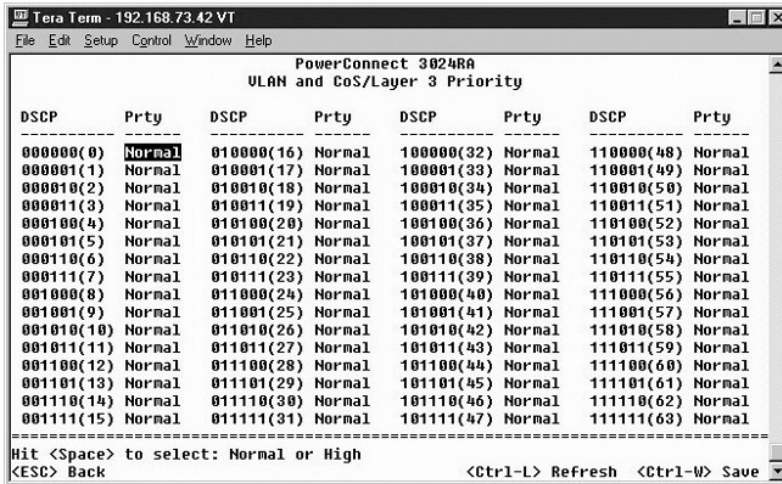 Tera Term - 192.168.73.42 VT
File Edit Setup Control Window Help
PowerConnect 3024RA
VLAN and CoS/Layer 3 Priority
DSCP Prty DSCP Prty DSCP Prty DSCP Prty
---------- ------ ---------- ------ ---------- ------ ---------- ------
000000(0) Normal 010000(16) Normal 100000(32) Normal 110000(48) Normal
000001(1) Normal 010001(17) Normal 100001(33) Normal 110001(49) Normal
000010(2) Normal 010010(18) Normal 100010(34) Normal 110010(50) Normal
000011(3) Normal 010011(19) Normal 100011(35) Normal 110011(51) Normal
000100(4) Normal 010100(20) Normal 100100(36) Normal 110100(52) Normal
000101(5) Normal 010101(21) Normal 100101(37) Normal 110101(53) Normal
000110(6) Normal 010110(22) Normal 100110(38) Normal 110110(54) Normal
000111(7) Normal 010111(23) Normal 100111(39) Normal 110111(55) Normal
001000(8) Normal 011000(24) Normal 101000(40) Normal 111000(56) Normal
001001(9) Normal 011001(25) Normal 101001(41) Normal 111001(57) Normal
001010(10) Normal 011010(26) Normal 101010(42) Normal 111010(58) Normal
001011(11) Normal 011011(27) Normal 101011(43) Normal 111011(59) Normal
001100(12) Normal 011100(28) Normal 101100(44) Normal 111100(60) Normal
001101(13) Normal 011101(29) Normal 101101(45) Normal 111101(61) Normal
001110(14) Normal 011110(30) Normal 101110(46) Normal 111110(62) Normal
001111(15) Normal 011111(31) Normal 101111(47) Normal 111111(63) Normal
================================================================================
Hit <Space> to select: Normal or High
<ESC> Back <Ctrl-L> Refresh <Ctrl-W> Save